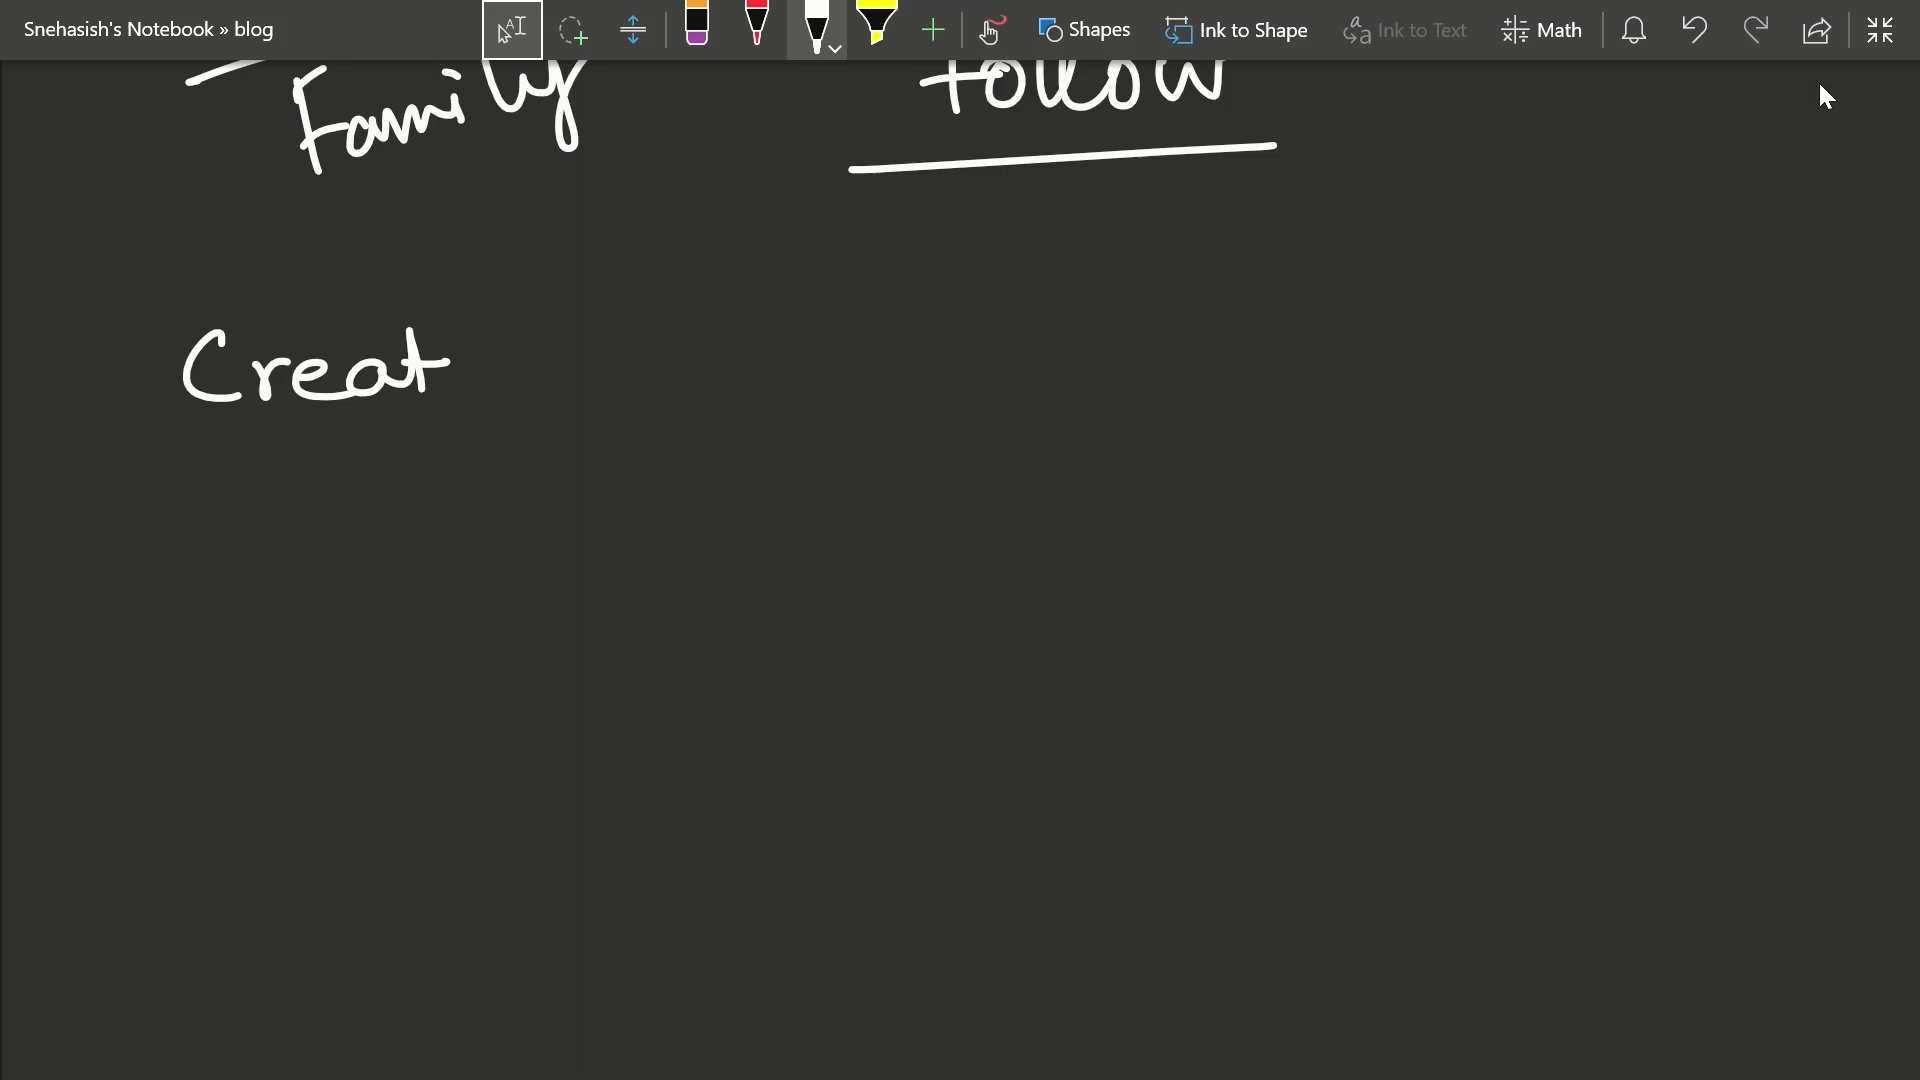 Snehasish's Notebook » blog Shapes Ink to Shape Ink to Text Math
Family follow
Creat